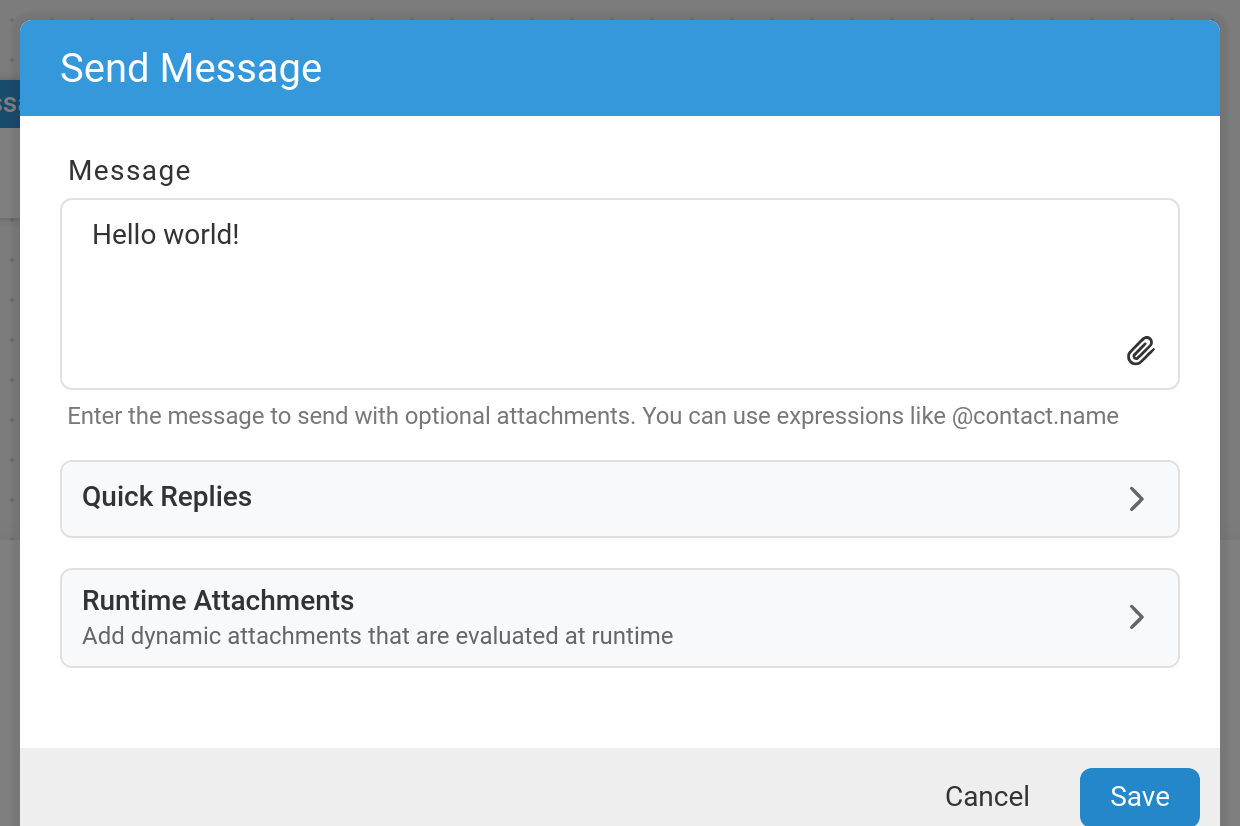 Send Message
Message
Hello world!
Enter the message to send with optional attachments. You can use expressions like @contact.name
Quick Replies
Runtime Attachments
Add dynamic attachments that are evaluated at runtime
Cancel
Save